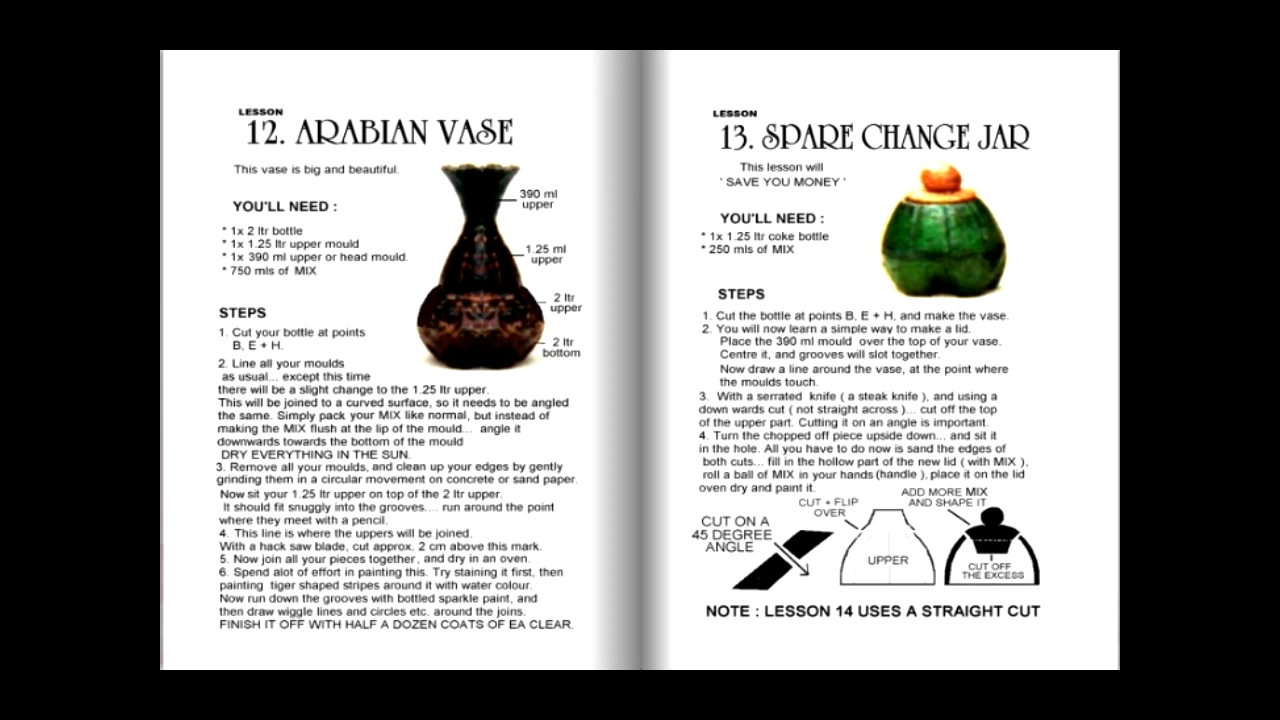 LESSON
12. ARABIAN VASE
This vase is big and beautiful.
YOU'LL NEED :
* 1x 2 ltr bottle
* 1x 1.25 ltr upper mould
* 1x 390 ml upper or head mould.
* 750 mls of MIX
390 ml
upper
1.25 ml
upper
2 ltr
upper
2 ltr
bottom
STEPS
1. Cut your bottle at points
B, E + H.
2. Line all your moulds
as usual... except this time
there will be a slight change to the 1.25 ltr upper.
This will be joined to a curved surface, so it needs to be angled
the same. Simply pack your MIX like normal, but instead of
making the MIX flush at the lip of the mould... angle it
downwards towards the bottom of the mould
DRY EVERYTHING IN THE SUN.
3. Remove all your moulds, and clean up your edges by gently
grinding them in a circular movement on concrete or sand paper.
Now sit your 1.25 ltr upper on top of the 2 ltr upper.
It should fit snuggly into the grooves.... run around the point
where they meet with a pencil.
4. This line is where the uppers will be joined.
With a hack saw blade, cut approx. 2 cm above this mark.
5. Now join all your pieces together, and dry in an oven.
6. Spend alot of effort in painting this. Try staining it first, then
painting tiger shaped stripes around it with water colour.
Now run down the grooves with bottled sparkle paint, and
then draw wiggle lines and circles etc. around the joins.
FINISH IT OFF WITH HALF A DOZEN COATS OF EA CLEAR.
LESSON
13. SPARE CHANGE JAR
This lesson will
' SAVE YOU MONEY '
YOU'LL NEED :
* 1x 1.25 ltr coke bottle
* 250 mls of MIX
STEPS
1. Cut the bottle at points B, E + H, and make the vase.
2. You will now learn a simple way to make a lid.
Place the 390 ml mould over the top of your vase.
Centre it, and grooves will slot together.
Now draw a line around the vase, at the point where
the moulds touch.
3. With a serrated knife ( a steak knife ), and using a
down wards cut ( not straight across )... cut off the top
of the upper part. Cutting it on an angle is important.
4. Turn the chopped off piece upside down... and sit it
in the hole. All you have to do now is sand the edges of
both cuts... fill in the hollow part of the new lid ( with MIX ),
roll a ball of MIX in your hands (handle ), place it on the lid
oven dry and paint it.
CUT ON A
45 DEGREE
ANGLE
CUT + FLIP
OVER
UPPER
ADD MORE MIX
AND SHAPE IT
CUT OFF
THE EXCESS
NOTE : LESSON 14 USES A STRAIGHT CUT